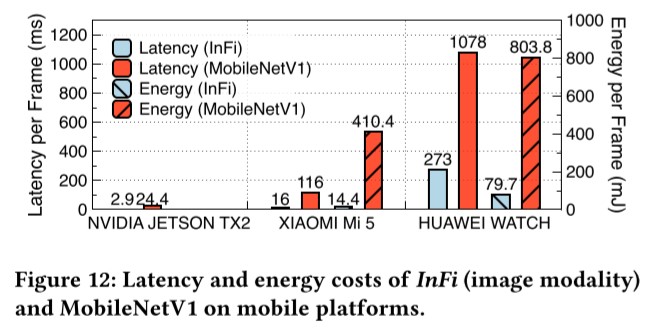 Latency per Frame (ms)
1200
1000
800
600
400
200
0
Latency (InFi)
Latency (MobileNetV1)
Energy (InFi)
Energy (MobileNetV1)
2.9 24.4
16 116 14.4 410.4
273 1078 79.7 803.8
NVIDIA JETSON TX2 XIAOMI Mi 5 HUAWEI WATCH
1000
800
600
400
200
0
Energy per Frame (mJ)
Figure 12: Latency and energy costs of InFi (image modality)
and MobileNetV1 on mobile platforms.